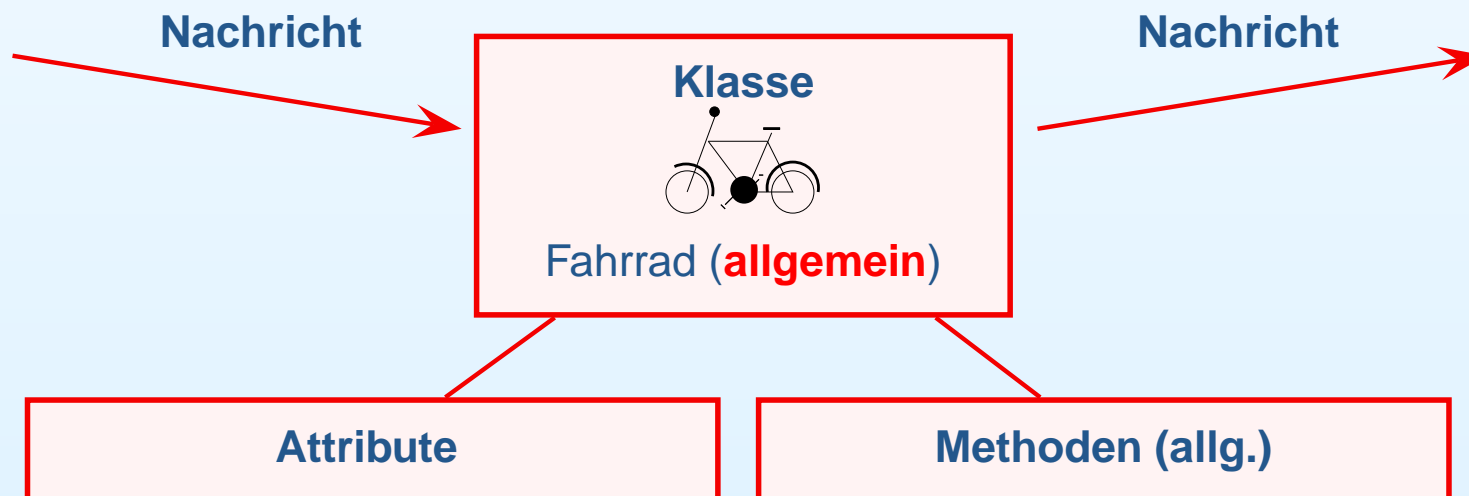 Nachricht
Nachricht
Klasse
Fahrrad (allgemein)
Attribute
Methoden (allg.)